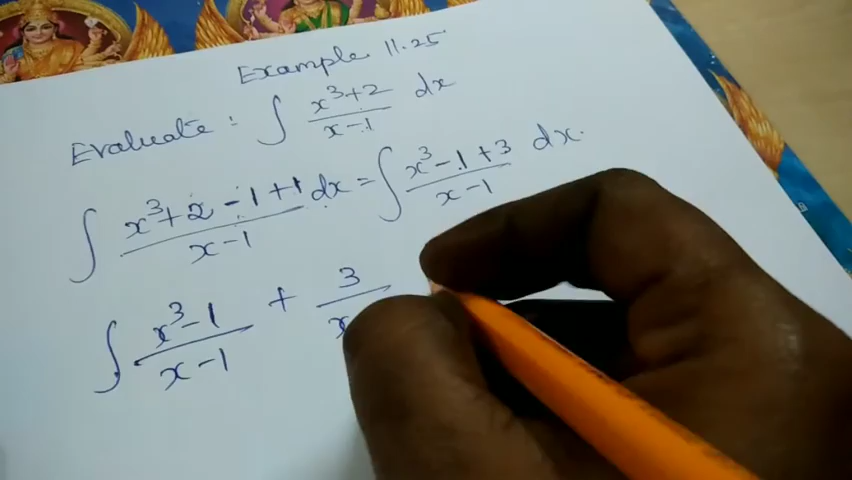 Example 11.25
Evaluate : ∫ x³+2 / x-1 dx
∫ x³+2-1+1 / x-1 dx = ∫ x³-1+3 / x-1 dx.
∫ x³-1 / x-1 + 3 / x